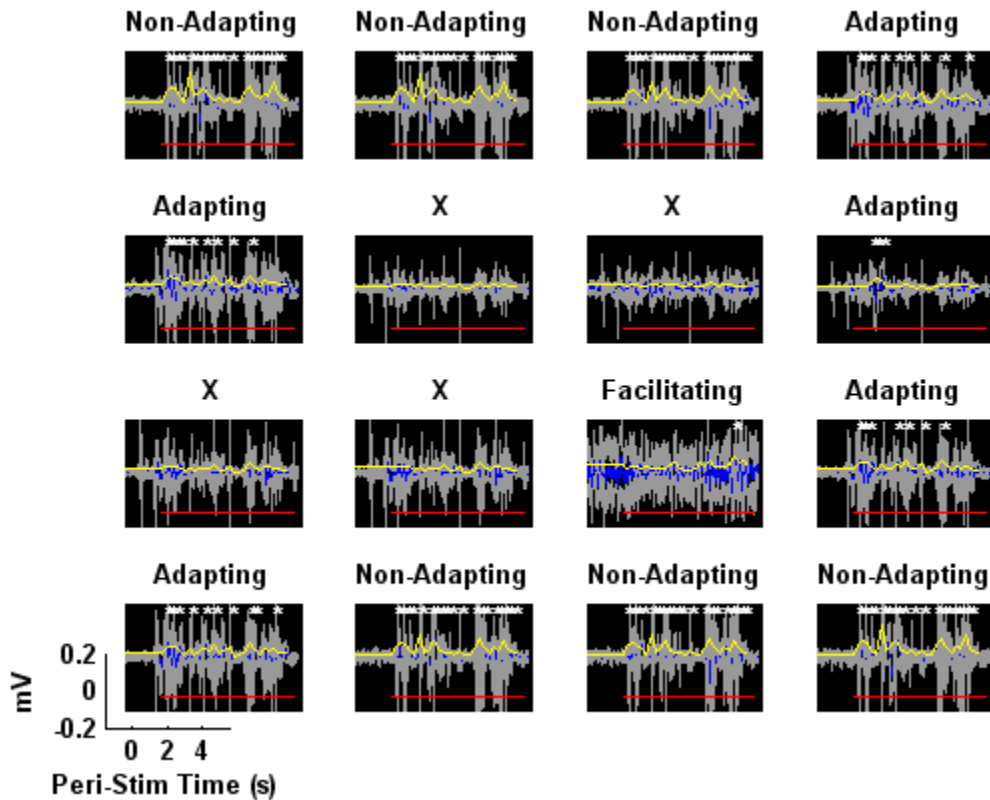 Non-Adapting Non-Adapting Non-Adapting Adapting
Adapting X X Adapting
X X Facilitating Adapting
Adapting Non-Adapting Non-Adapting Non-Adapting
0.2
0
-0.2
mV
0 2 4
Peri-Stim Time (s)